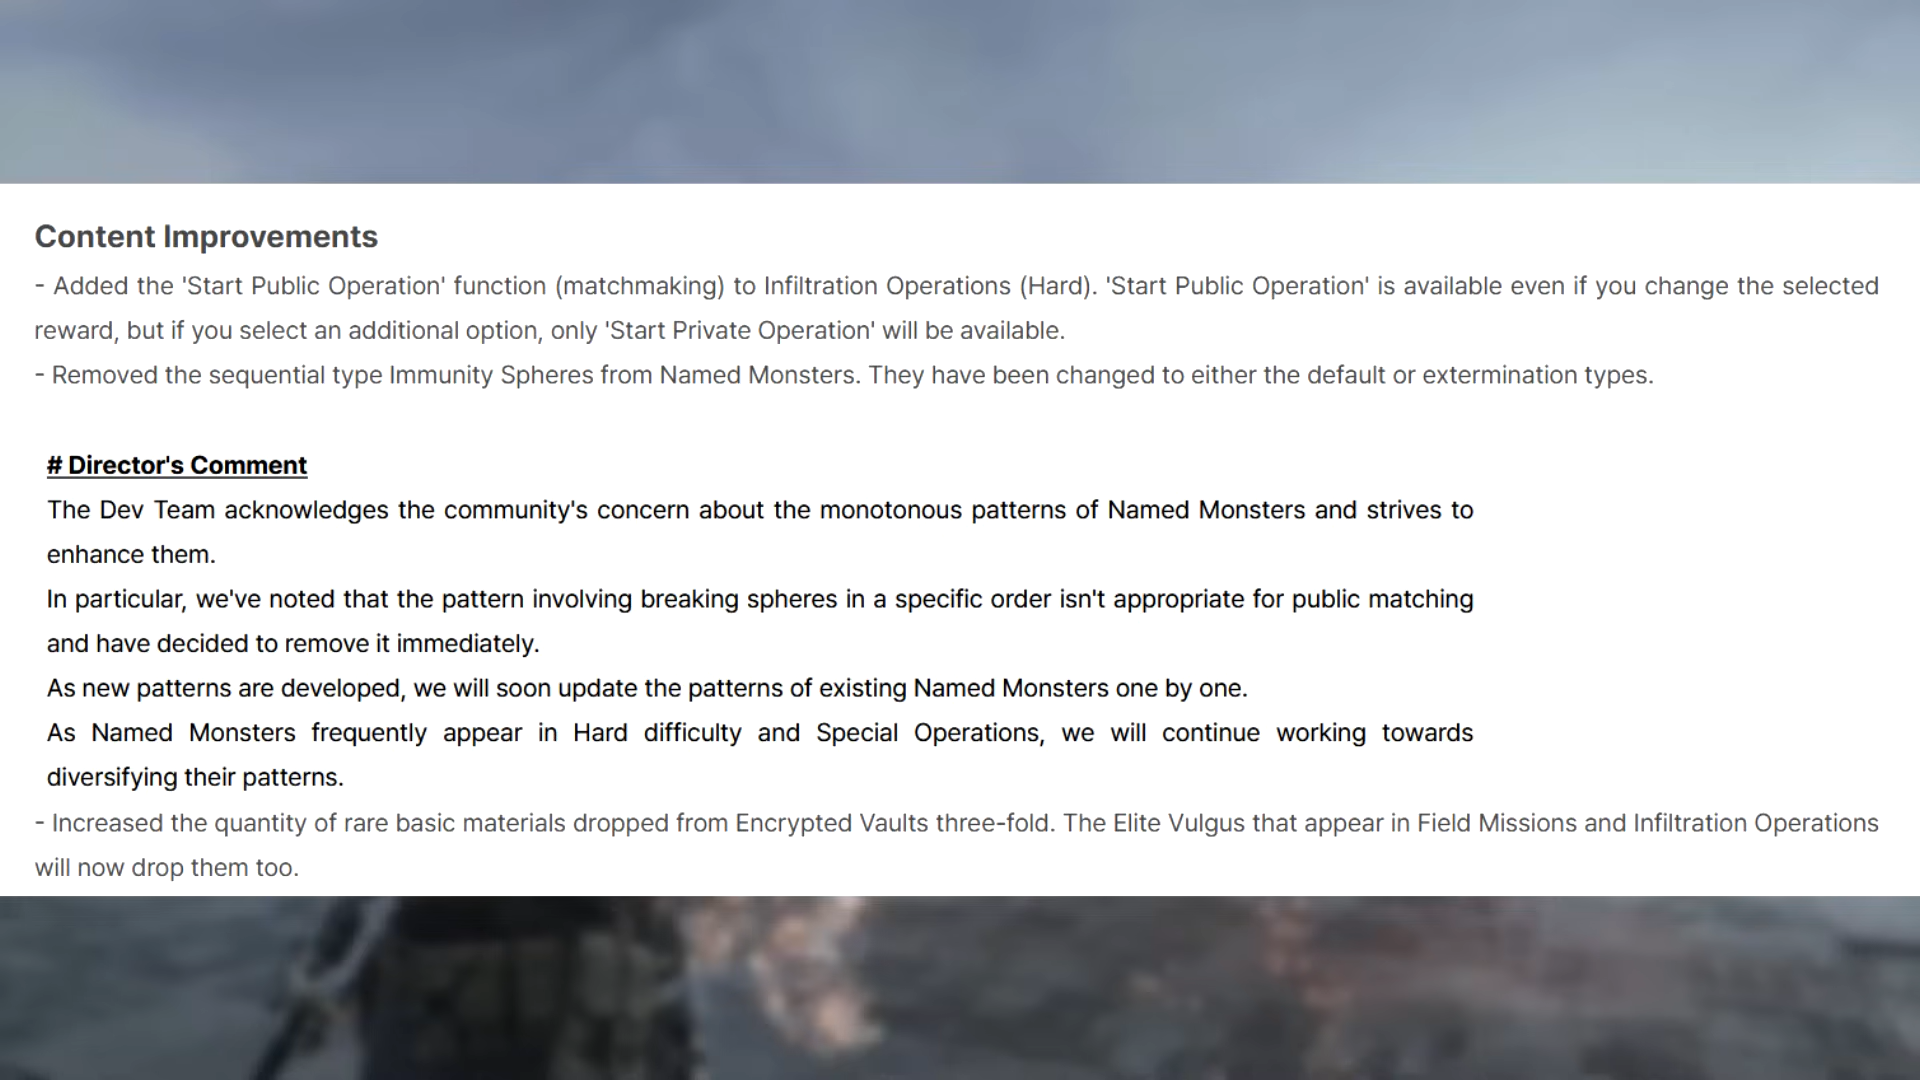 Content Improvements
- Added the 'Start Public Operation' function (matchmaking) to Infiltration Operations (Hard). 'Start Public Operation' is available even if you change the selected
reward, but if you select an additional option, only 'Start Private Operation' will be available.
- Removed the sequential type Immunity Spheres from Named Monsters. They have been changed to either the default or extermination types.
# Director's Comment
The Dev Team acknowledges the community's concern about the monotonous patterns of Named Monsters and strives to
enhance them.
In particular, we've noted that the pattern involving breaking spheres in a specific order isn't appropriate for public matching
and have decided to remove it immediately.
As new patterns are developed, we will soon update the patterns of existing Named Monsters one by one.
As Named Monsters frequently appear in Hard difficulty and Special Operations, we will continue working towards
diversifying their patterns.
- Increased the quantity of rare basic materials dropped from Encrypted Vaults three-fold. The Elite Vulgus that appear in Field Missions and Infiltration Operations
will now drop them too.